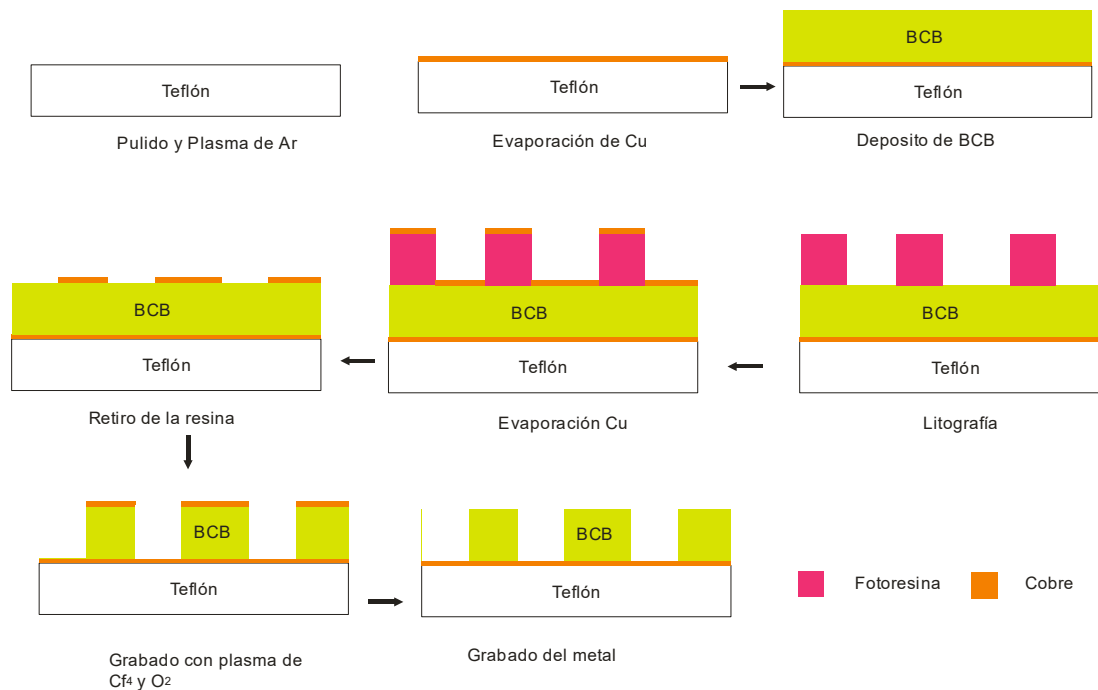 Teflón
Pulido y Plasma de Ar
Teflón
Evaporación de Cu
BCB
Teflón
Deposito de BCB
BCB
Teflón
Retiro de la resina
BCB
Teflón
Evaporación Cu
BCB
Teflón
Litografía
BCB
Teflón
Grabado con plasma de
Cf4 y O2
BCB
Teflón
Grabado del metal
Fotoresina
Cobre